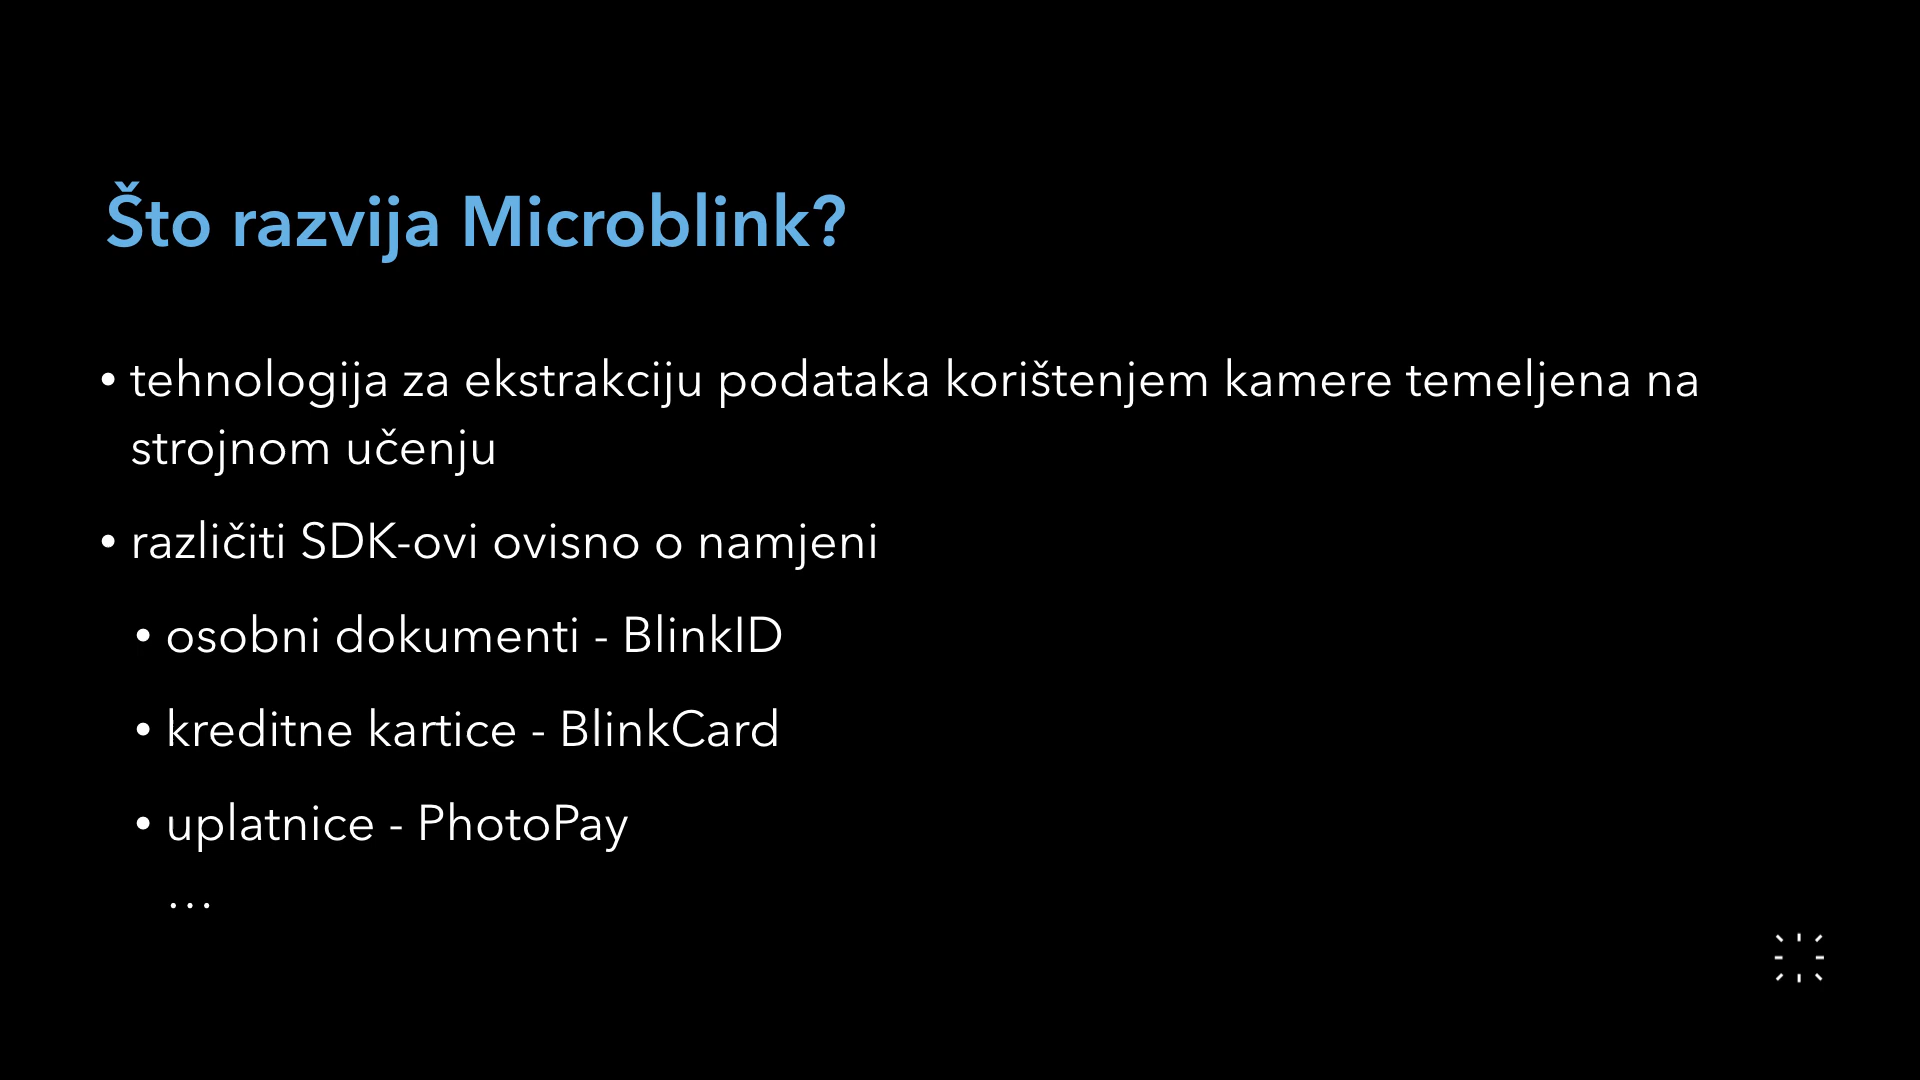 Što razvija Microblink?
• tehnologija za ekstrakciju podataka korištenjem kamere temeljena na
strojnom učenju
• različiti SDK-ovi ovisno o namjeni
• osobni dokumenti - BlinkID
• kreditne kartice - BlinkCard
• uplatnice - PhotoPay
…